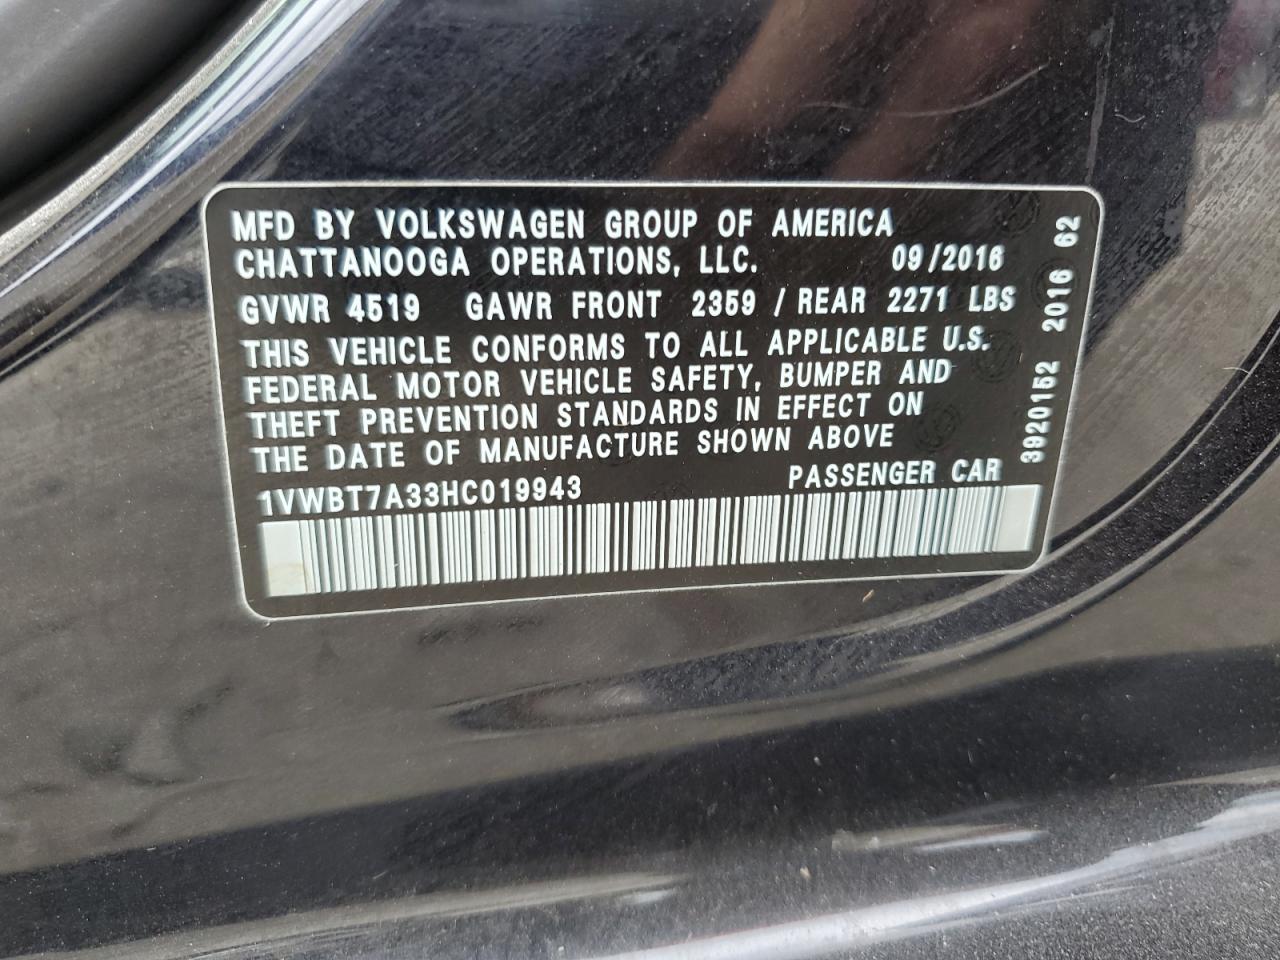 MFD BY VOLKSWAGEN GROUP OF AMERICA
CHATTANOOGA OPERATIONS, LLC. 09/2016
GVWR 4519 GAWR FRONT 2359 / REAR 2271 LBS
THIS VEHICLE CONFORMS TO ALL APPLICABLE U.S.
FEDERAL MOTOR VEHICLE SAFETY, BUMPER AND
THEFT PREVENTION STANDARDS IN EFFECT ON
THE DATE OF MANUFACTURE SHOWN ABOVE
1VWBT7A33HC019943 PASSENGER CAR
3920152 2016 62